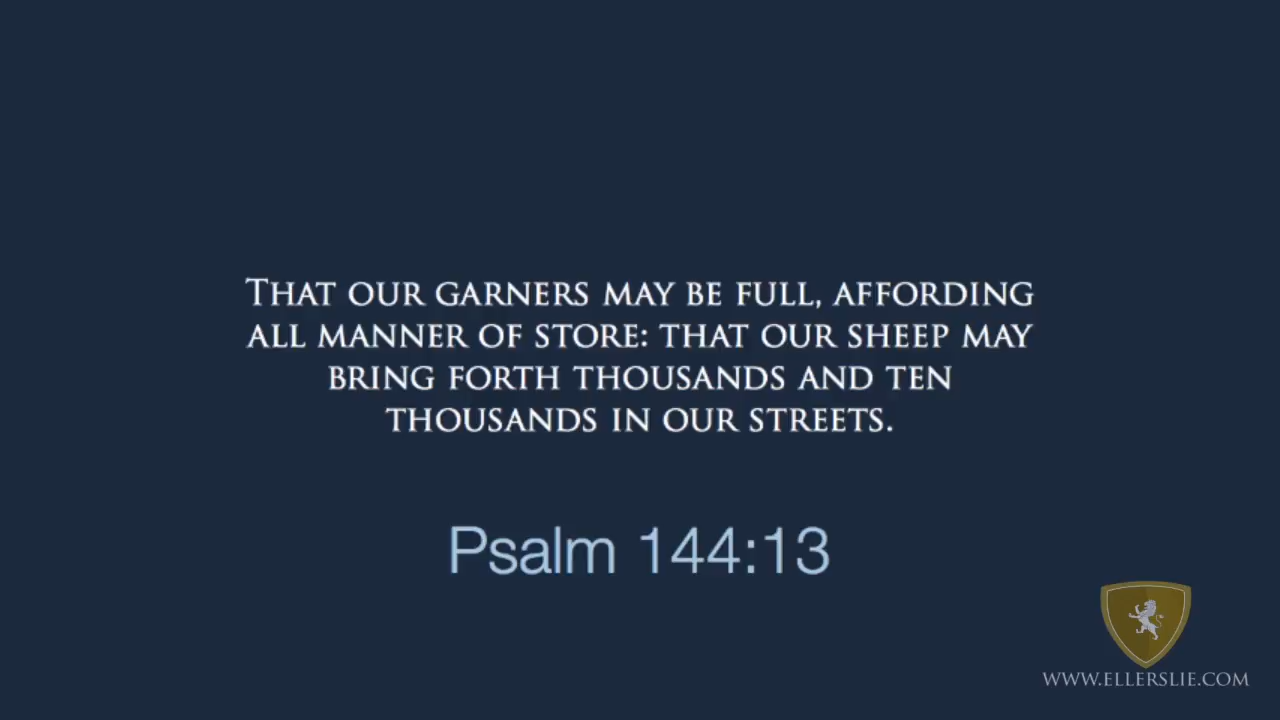 That our garners may be full, affording
all manner of store: that our sheep may
bring forth thousands and ten
thousands in our streets.
Psalm 144:13
WWW.ELLERSLIE.COM